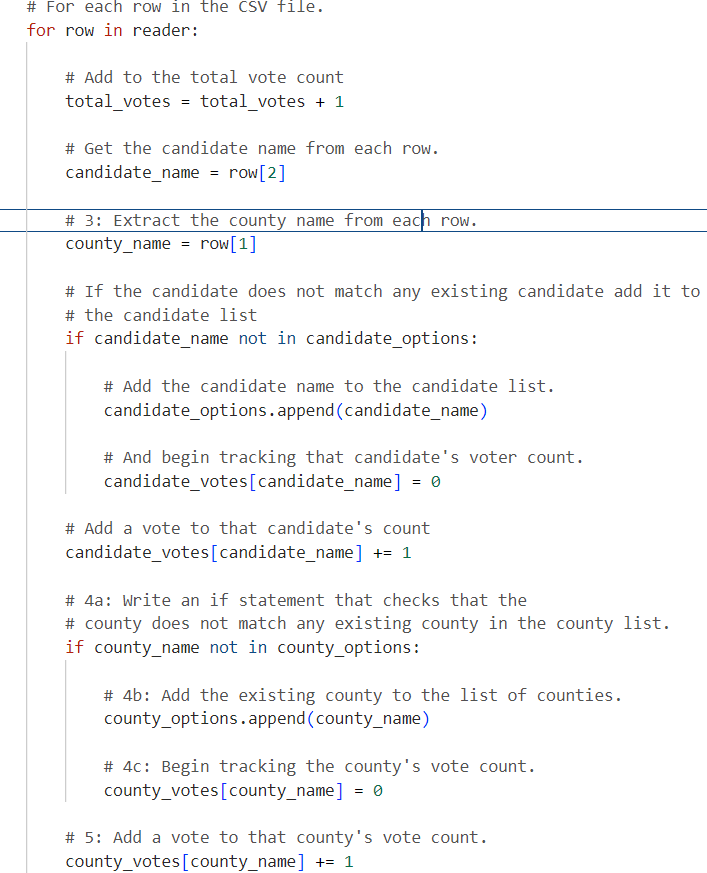 # For each row in the CSV file.
for row in reader:
# Add to the total vote count
total_votes = total_votes + 1
# Get the candidate name from each row.
candidate_name = row[2]
# 3: Extract the county name from each row.
county_name = row[1]
# If the candidate does not match any existing candidate add it to
# the candidate list
if candidate_name not in candidate_options:
# Add the candidate name to the candidate list.
candidate_options.append(candidate_name)
# And begin tracking that candidate's voter count.
candidate_votes[candidate_name] = 0
# Add a vote to that candidate's count
candidate_votes[candidate_name] += 1
# 4a: Write an if statement that checks that the
# county does not match any existing county in the county list.
if county_name not in county_options:
# 4b: Add the existing county to the list of counties.
county_options.append(county_name)
# 4c: Begin tracking the county's vote count.
county_votes[county_name] = 0
# 5: Add a vote to that county's vote count.
county_votes[county_name] += 1